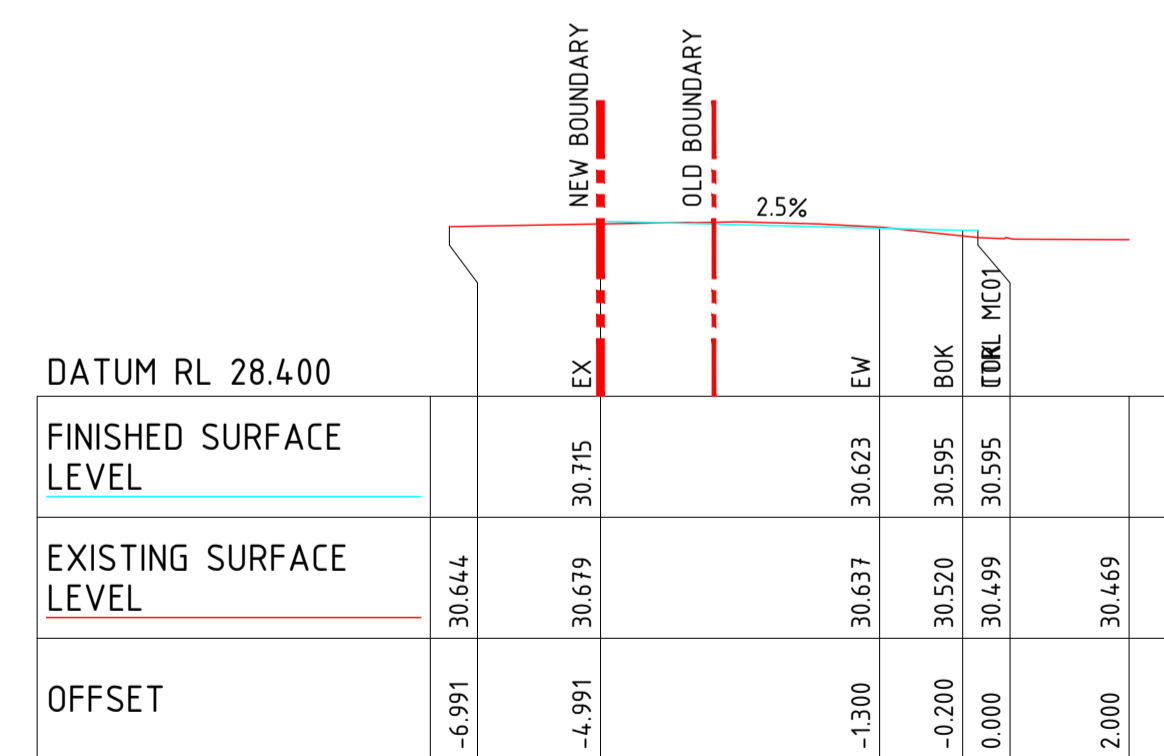 NEW BOUNDARY
OLD BOUNDARY
2.5%
DATUM RL 28.400
EX
EW
BOK
MC01
FINISHED SURFACE
LEVEL
30.715
30.623
30.595
30.595
EXISTING SURFACE
LEVEL
30.644
30.679
30.637
30.520
30.499
30.469
OFFSET
-6.991
-4.991
-1.300
-0.200
0.000
2.000